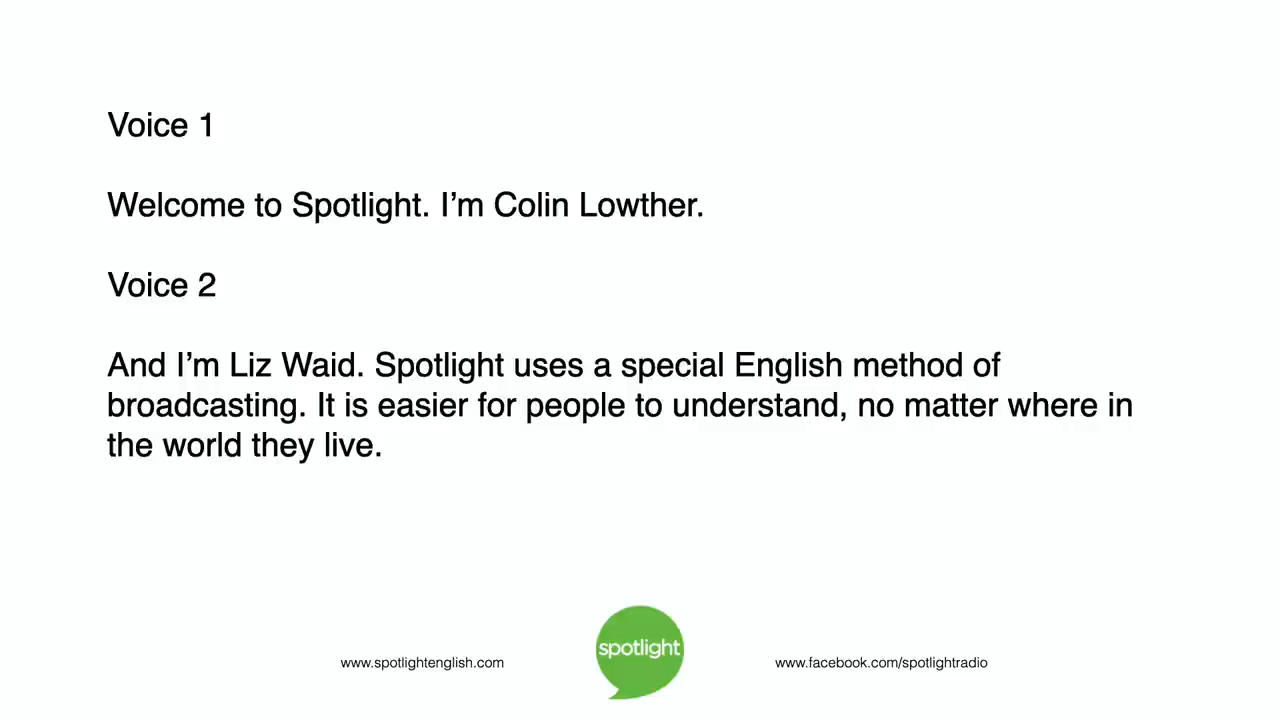 Voice 1
Welcome to Spotlight. I’m Colin Lowther.
Voice 2
And I’m Liz Waid. Spotlight uses a special English method of
broadcasting. It is easier for people to understand, no matter where in
the world they live.
www.spotlightenglish.com
spotlight
www.facebook.com/spotlightradio